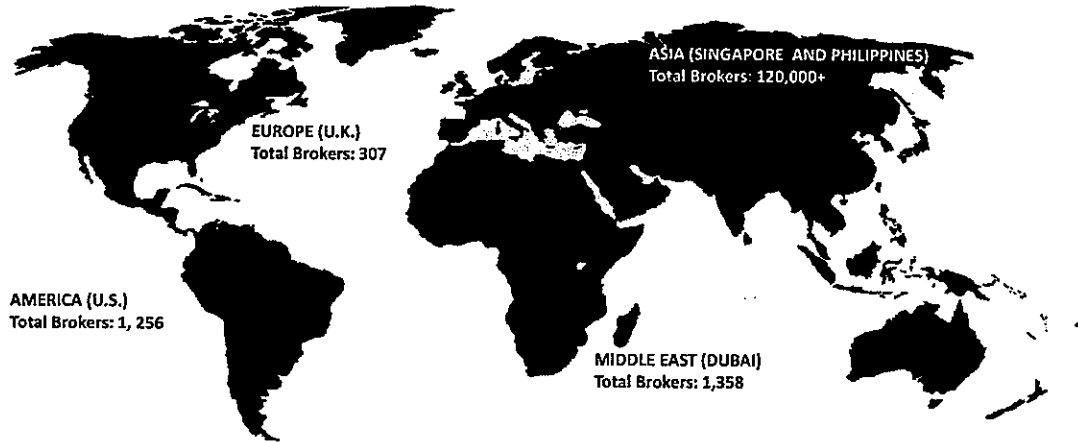 ASIA (SINGAPORE AND PHILIPPINES)
Total Brokers: 120,000+
EUROPE (U.K.)
Total Brokers: 307
AMERICA (U.S.)
Total Brokers: 1, 256
MIDDLE EAST (DUBAI)
Total Brokers: 1,358